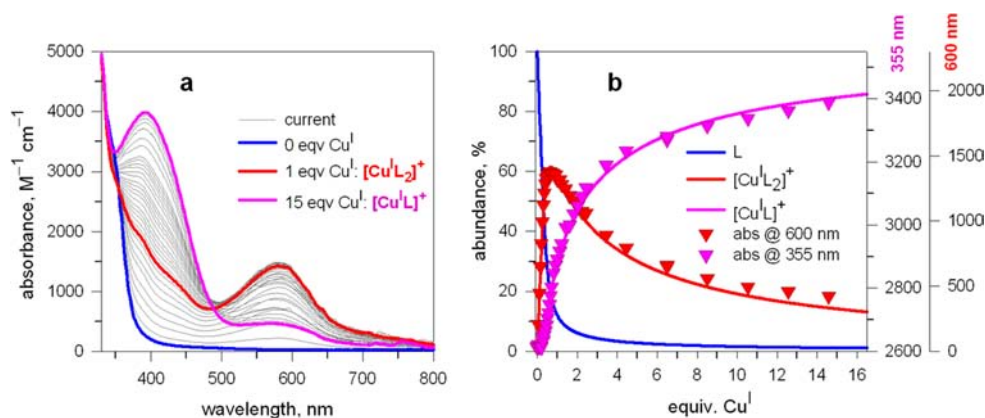 a
absorbance, M⁻¹ cm⁻¹
5000
4000
3000
2000
1000
0
400
500
600
700
800
wavelength, nm
current
0 eqv Cuᴵ
1 eqv Cuᴵ: [CuᴵL₂]⁺
15 eqv Cuᴵ: [CuᴵL]⁺
b
abundance, %
100
80
60
40
20
0
0 2 4 6 8 10 12 14 16
equiv. Cuᴵ
L
[CuᴵL₂]⁺
[CuᴵL]⁺
abs @ 600 nm
abs @ 355 nm
355 nm
3400
3200
3000
2800
2600
600 nm
2000
1500
1000
500
0